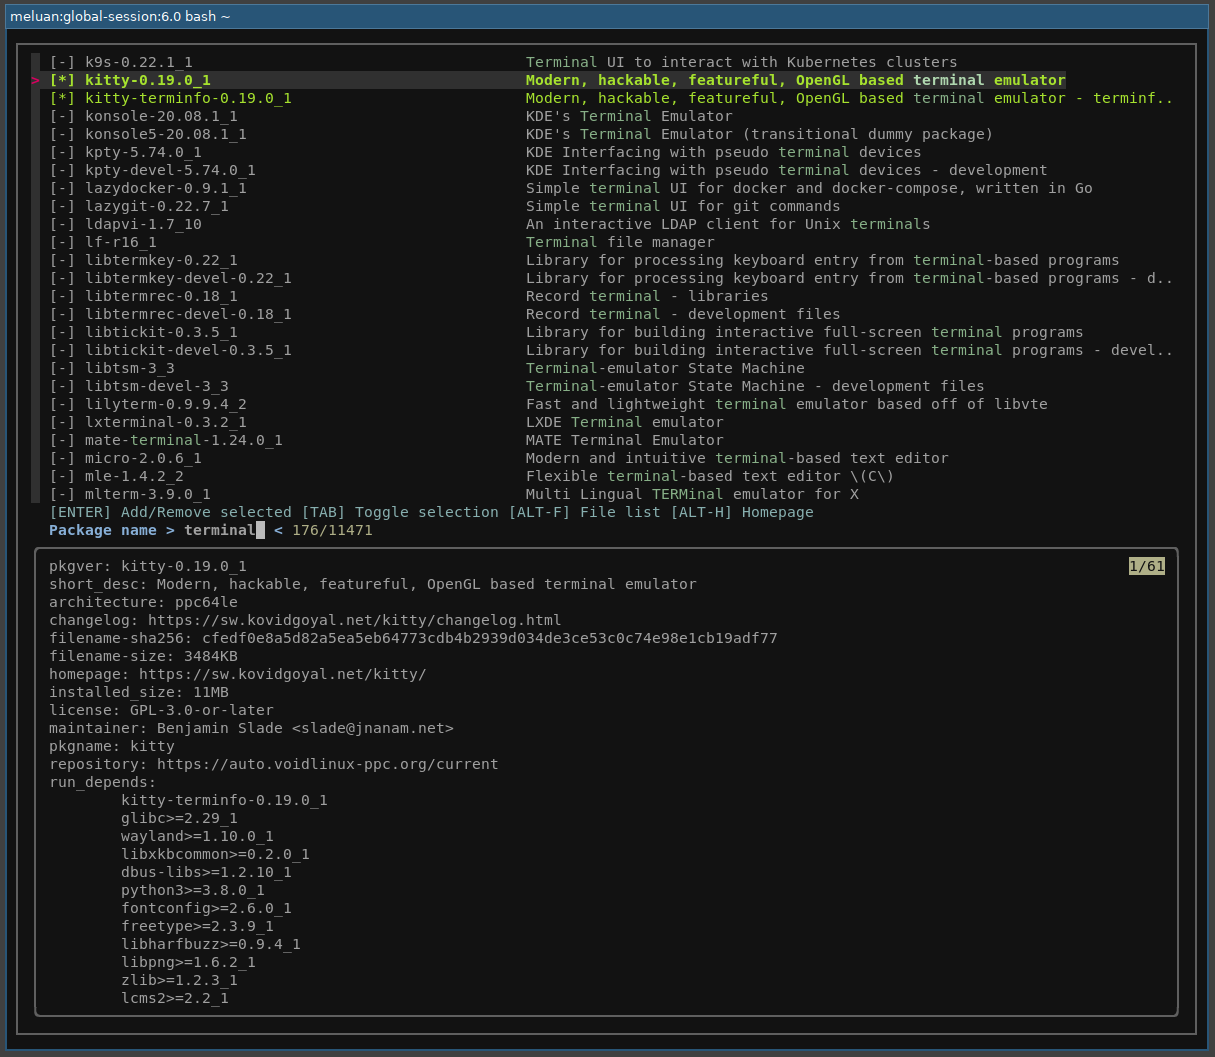 meluan:global-session:6.0 bash ~
[-] k9s-0.22.1_1 Terminal UI to interact with Kubernetes clusters
> [*] kitty-0.19.0_1 Modern, hackable, featureful, OpenGL based terminal emulator
[*] kitty-terminfo-0.19.0_1 Modern, hackable, featureful, OpenGL based terminal emulator - terminf..
[-] konsole-20.08.1_1 KDE's Terminal Emulator
[-] konsole5-20.08.1_1 KDE's Terminal Emulator (transitional dummy package)
[-] kpty-5.74.0_1 KDE Interfacing with pseudo terminal devices
[-] kpty-devel-5.74.0_1 KDE Interfacing with pseudo terminal devices - development
[-] lazydocker-0.9.1_1 Simple terminal UI for docker and docker-compose, written in Go
[-] lazygit-0.22.7_1 Simple terminal UI for git commands
[-] ldapvi-1.7_10 An interactive LDAP client for Unix terminals
[-] lf-r16_1 Terminal file manager
[-] libtermkey-0.22_1 Library for processing keyboard entry from terminal-based programs
[-] libtermkey-devel-0.22_1 Library for processing keyboard entry from terminal-based programs - d..
[-] libtermrec-0.18_1 Record terminal - libraries
[-] libtermrec-devel-0.18_1 Record terminal - development files
[-] libtickit-0.3.5_1 Library for building interactive full-screen terminal programs
[-] libtickit-devel-0.3.5_1 Library for building interactive full-screen terminal programs - devel..
[-] libtsm-3_3 Terminal-emulator State Machine
[-] libtsm-devel-3_3 Terminal-emulator State Machine - development files
[-] lilyterm-0.9.9.4_2 Fast and lightweight terminal emulator based off of libvte
[-] lxterminal-0.3.2_1 LXDE Terminal emulator
[-] mate-terminal-1.24.0_1 MATE Terminal Emulator
[-] micro-2.0.6_1 Modern and intuitive terminal-based text editor
[-] mle-1.4.2_2 Flexible terminal-based text editor \(C\)
[-] mlterm-3.9.0_1 Multi Lingual TERMinal emulator for X
[ENTER] Add/Remove selected [TAB] Toggle selection [ALT-F] File list [ALT-H] Homepage
Package name > terminal < 176/11471
pkgver: kitty-0.19.0_1 1/61
short_desc: Modern, hackable, featureful, OpenGL based terminal emulator
architecture: ppc64le
changelog: https://sw.kovidgoyal.net/kitty/changelog.html
filename-sha256: cfedf0e8a5d82a5ea5eb64773cdb4b2939d034de3ce53c0c74e98e1cb19adf77
filename-size: 3484KB
homepage: https://sw.kovidgoyal.net/kitty/
installed_size: 11MB
license: GPL-3.0-or-later
maintainer: Benjamin Slade <slade@jnanam.net>
pkgname: kitty
repository: https://auto.voidlinux-ppc.org/current
run_depends:
kitty-terminfo-0.19.0_1
glibc>=2.29_1
wayland>=1.10.0_1
libxkbcommon>=0.2.0_1
dbus-libs>=1.2.10_1
python3>=3.8.0_1
fontconfig>=2.6.0_1
freetype>=2.3.9_1
libharfbuzz>=0.9.4_1
libpng>=1.6.2_1
zlib>=1.2.3_1
lcms2>=2.2_1